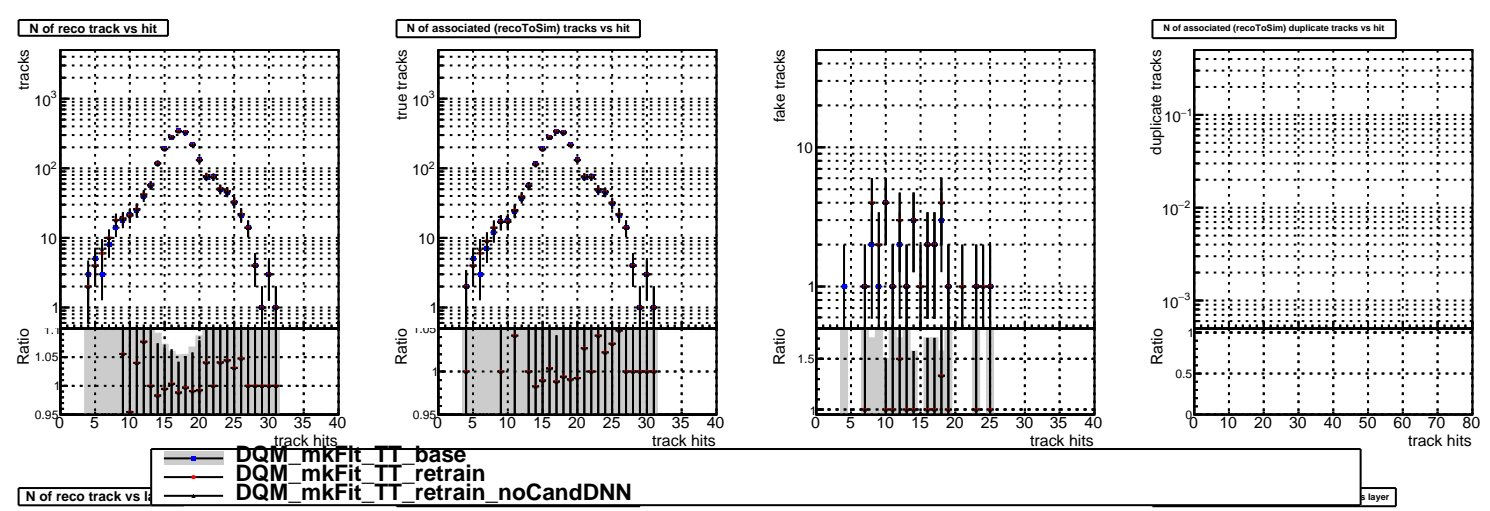 N of reco track vs hit
N of associated (recoToSim) tracks vs hit
N of associated (recoToSim) duplicate tracks vs hit
tracks
10³
10²
10
1
Ratio
1.1
1.05
1
0.95
0 5 10 15 20 25 30 35 40
track hits
true tracks
10³
10²
10
1
Ratio
1.05
1
0.95
0 5 10 15 20 25 30 35 40
track hits
fake tracks
10
1
Ratio
1.5
1
0 5 10 15 20 25 30 35 40
track hits
duplicate tracks
10⁻¹
10⁻²
10⁻³
Ratio
1
0.5
0
0 10 20 30 40 50 60 70 80
track hits
DQM_mkFit_TT_base
DQM_mkFit_TT_retrain
DQM_mkFit_TT_retrain_noCandDNN
N of reco track vs
s layer